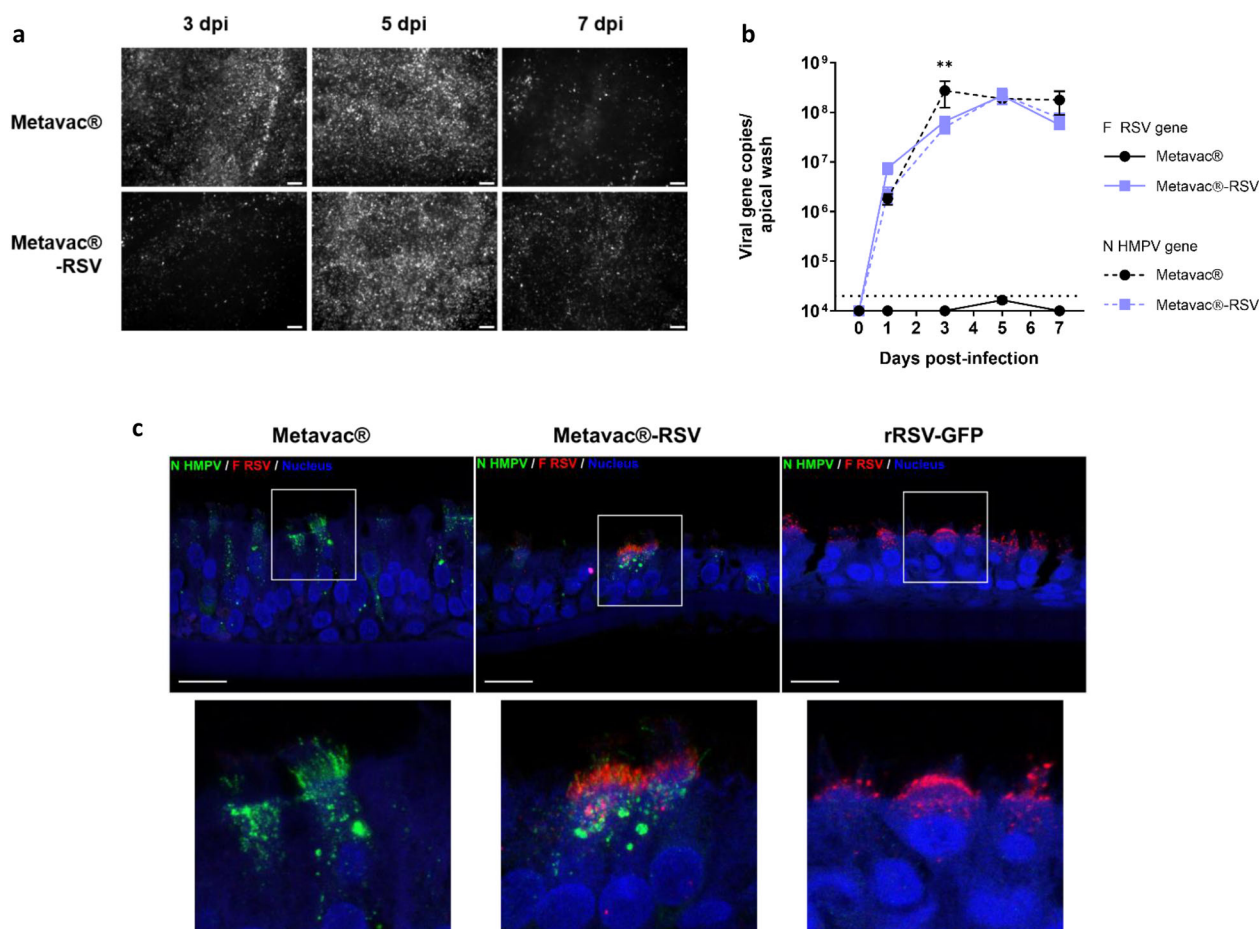 a
3 dpi 5 dpi 7 dpi
Metavac®
Metavac®
-RSV
b
Viral gene copies/
apical wash
10⁹
10⁸
10⁷
10⁶
10⁵
10⁴
**
0 1 2 3 4 5 6 7
Days post-infection
F RSV gene
Metavac®
Metavac®-RSV
N HMPV gene
Metavac®
Metavac®-RSV
c
Metavac® Metavac®-RSV rRSV-GFP
N HMPV / F RSV / Nucleus N HMPV / F RSV / Nucleus N HMPV / F RSV / Nucleus